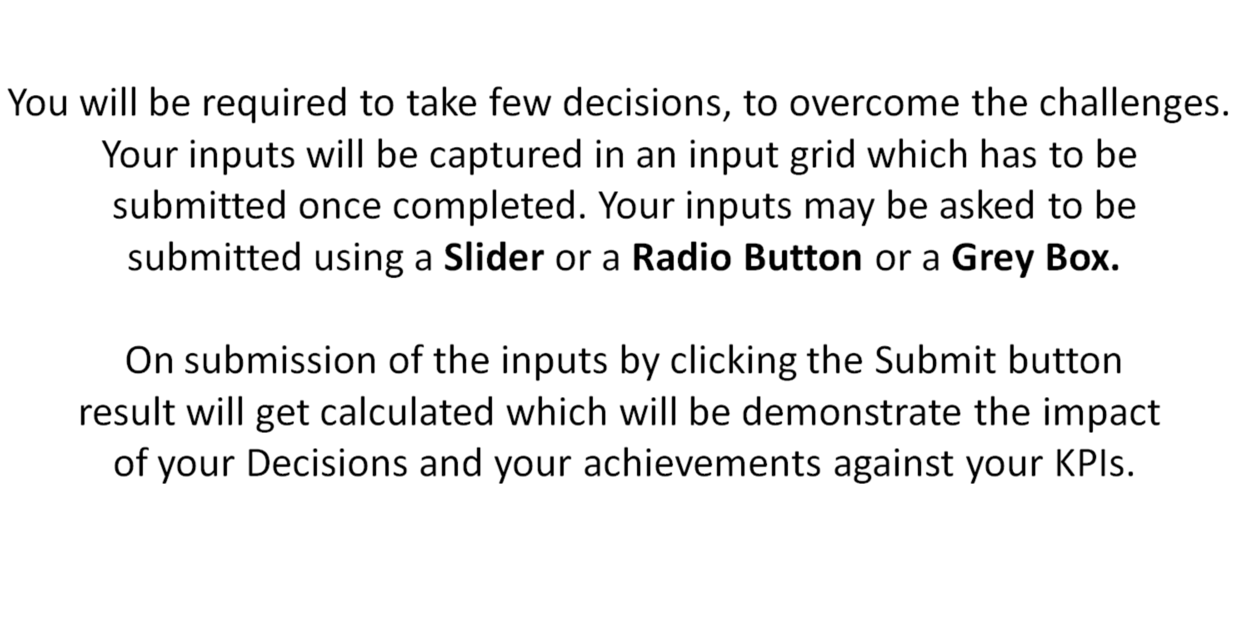 You will be required to take few decisions, to overcome the challenges.
Your inputs will be captured in an input grid which has to be
submitted once completed. Your inputs may be asked to be
submitted using a Slider or a Radio Button or a Grey Box.
On submission of the inputs by clicking the Submit button
result will get calculated which will be demonstrate the impact
of your Decisions and your achievements against your KPIs.